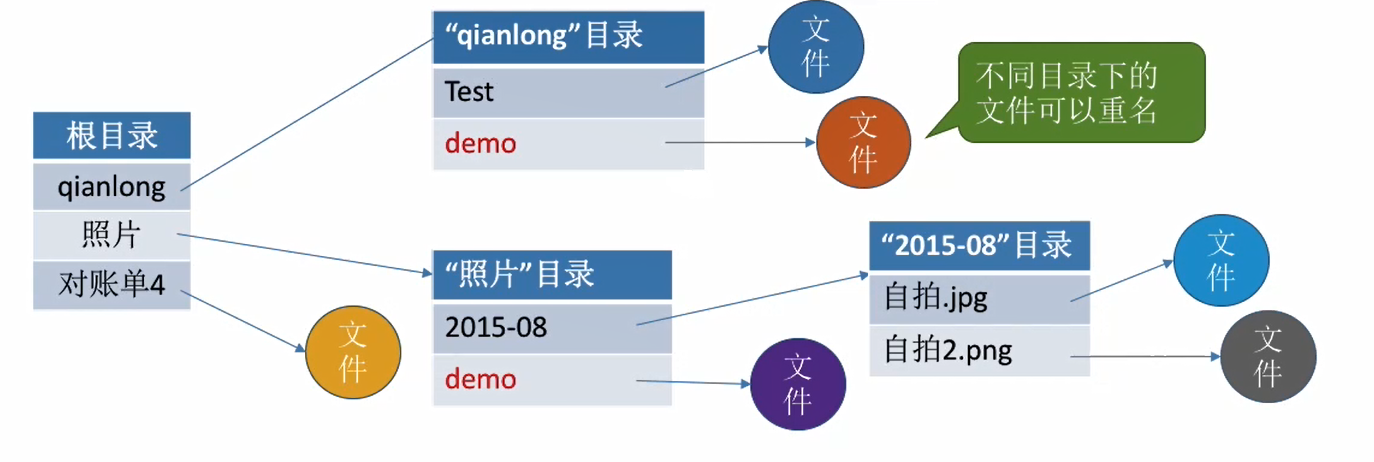 根目录
qianlong
照片
对账单4
文
件
“qianlong”目录
Test
demo
文
件
文
件
不同目录下的
文件可以重名
“照片”目录
2015-08
demo
文
件
“2015-08”目录
自拍.jpg
自拍2.png
文
件
文
件